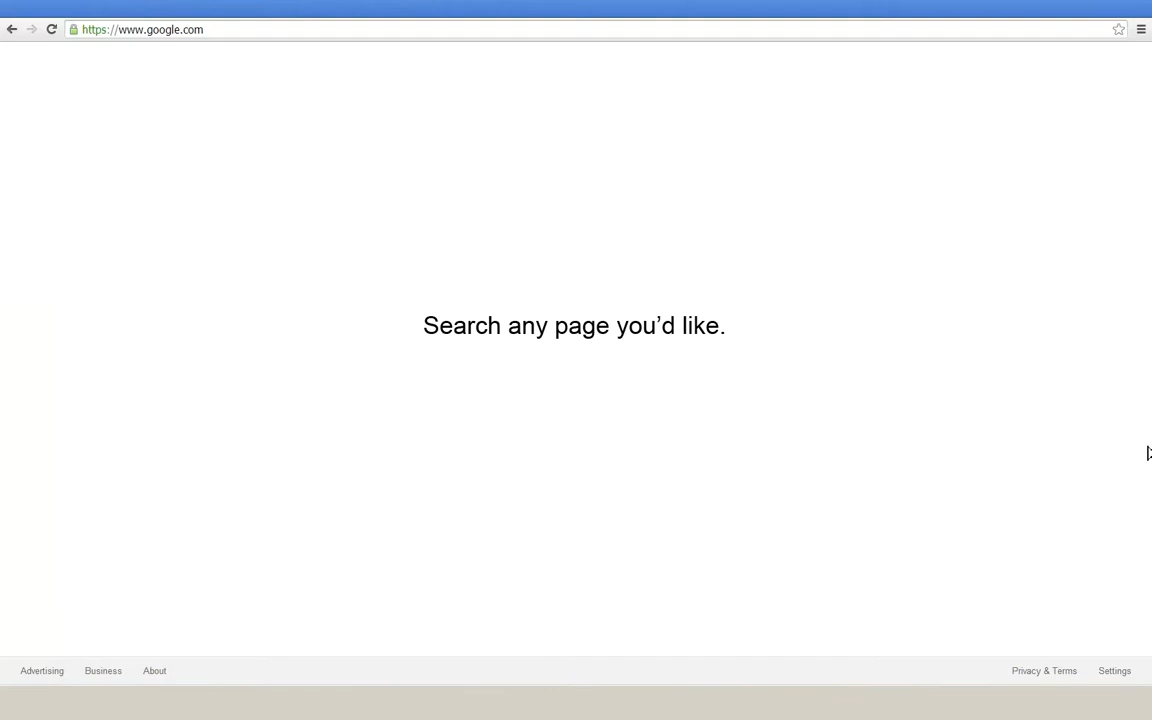 https://www.google.com
Search any page you’d like.
Advertising Business About Privacy & Terms Settings